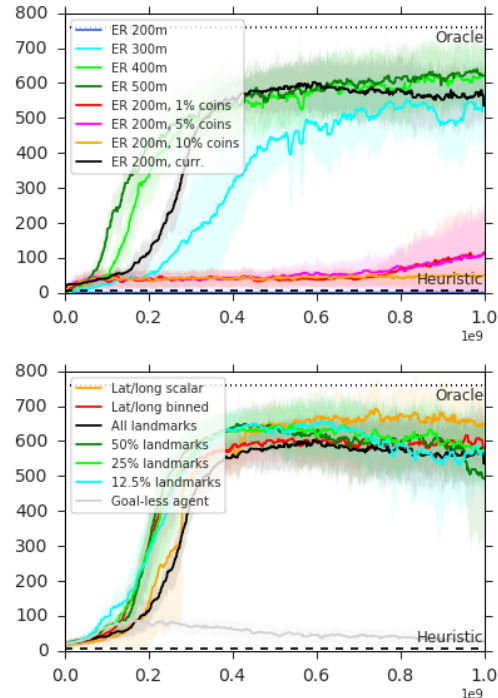 800
700
600
500
400
300
200
100
0
ER 200m
ER 300m
ER 400m
ER 500m
ER 200m, 1% coins
ER 200m, 5% coins
ER 200m, 10% coins
ER 200m, curr.
Oracle
Heuristic
0.0 0.2 0.4 0.6 0.8 1.0
1e9
800
700
600
500
400
300
200
100
0
Lat/long scalar
Lat/long binned
All landmarks
50% landmarks
25% landmarks
12.5% landmarks
Goal-less agent
Oracle
Heuristic
0.0 0.2 0.4 0.6 0.8 1.0
1e9